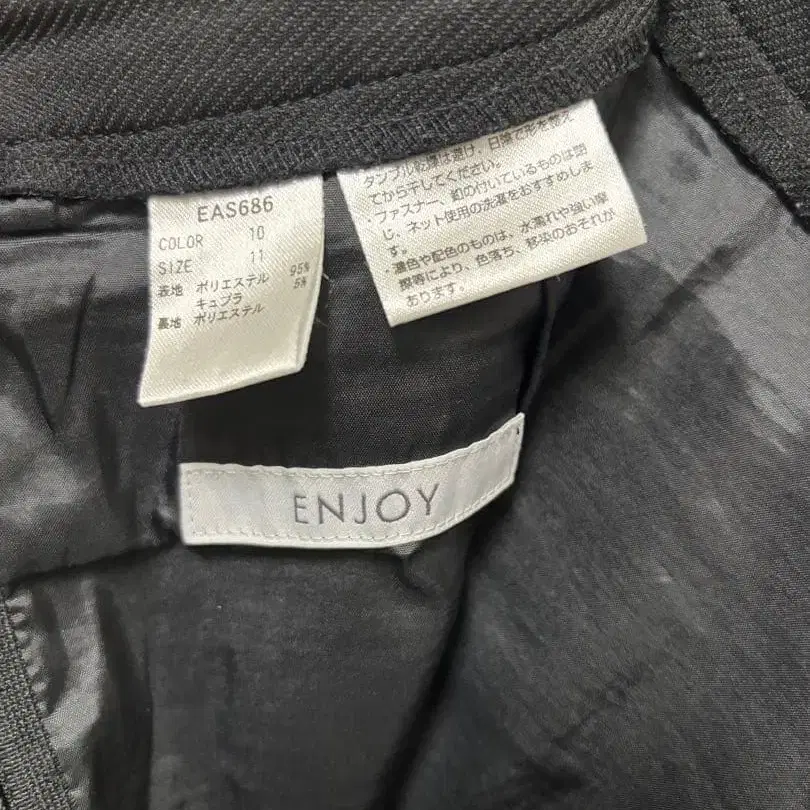 EAS686
COLOR 10
SIZE 11
表地 ポリエステル 95%
キュプラ 5%
裏地 ポリエステル
タンブル乾燥は避け、日陰で形を整え
てから干してください。
・ファスナー、釦の付いているものは閉
じ、ネット使用の洗濯をおすすめしま
す。
・濃色や配色のものは、水濡れや強い摩
擦等により、色落ち、移染のおそれが
あります。
ENJOY